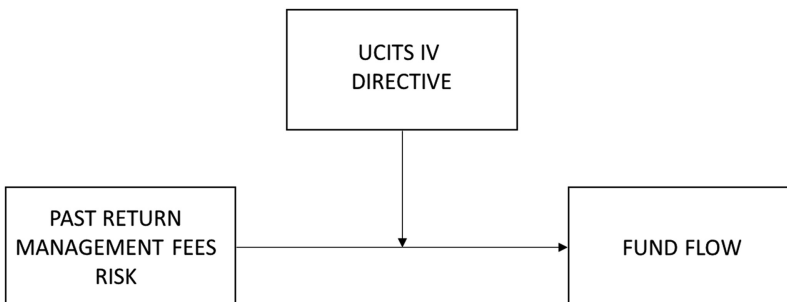 UCITS IV
DIRECTIVE
PAST RETURN
MANAGEMENT FEES
RISK
FUND FLOW